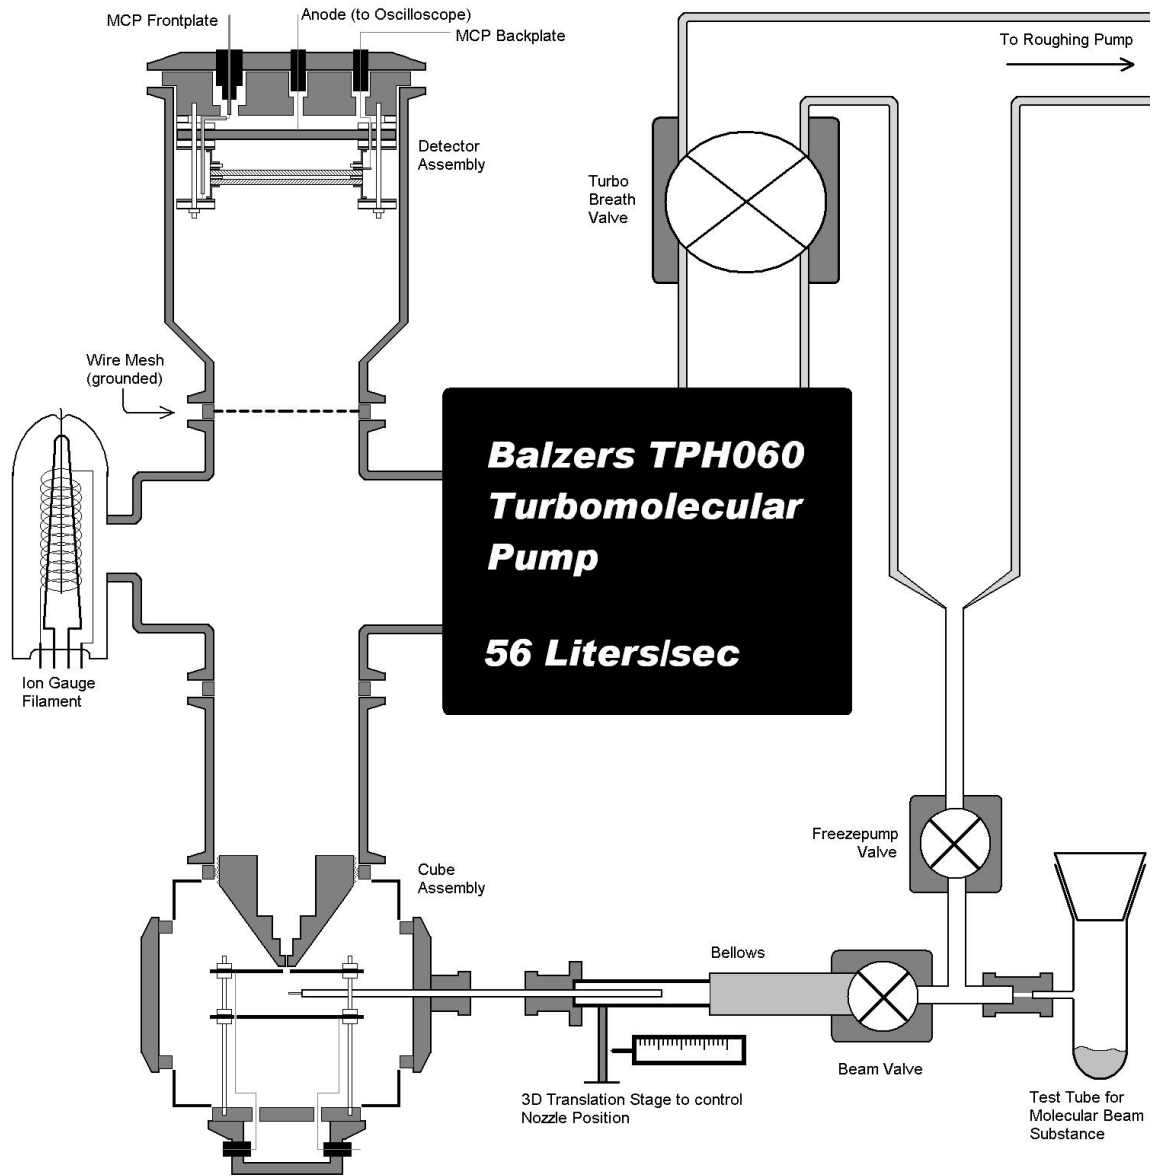 MCP Frontplate
Anode (to Oscilloscope)
MCP Backplate
To Roughing Pump
Detector
Assembly
Turbo
Breath
Valve
Wire Mesh
(grounded)
Balzers TPH060
Turbomolecular
Pump
56 Liters/sec
Ion Gauge
Filament
Freezepump
Valve
Cube
Assembly
Bellows
Beam Valve
3D Translation Stage to control
Nozzle Position
Test Tube for
Molecular Beam
Substance